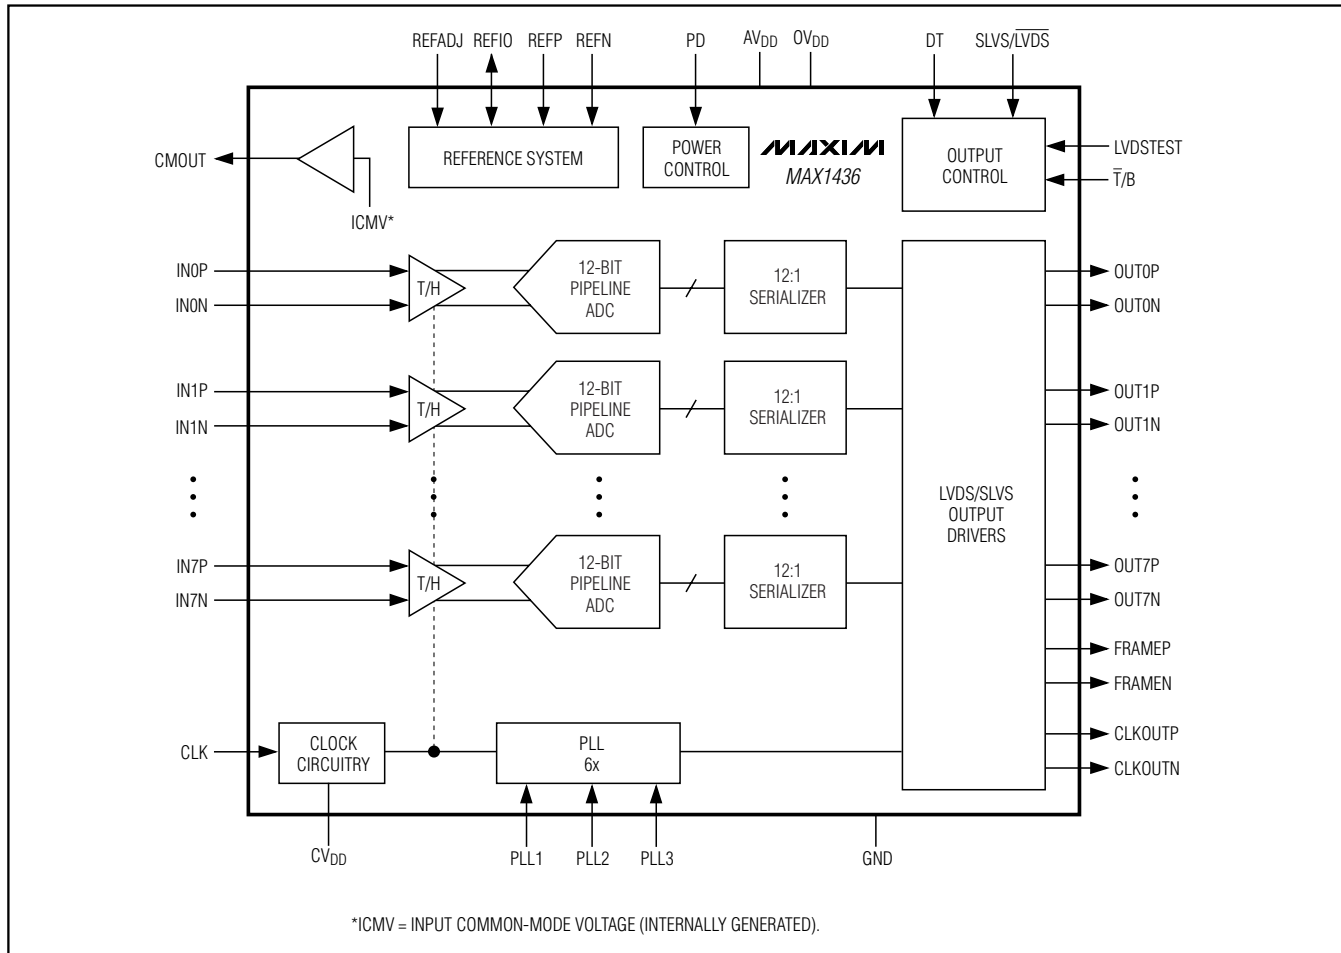 REFADJ REFIO REFP REFN PD AVDD OVDD DT SLVS/L̅V̅D̅S̅
CMOUT
ICMV*
REFERENCE SYSTEM
POWER
CONTROL
MAXIM
MAX1436
OUTPUT
CONTROL
LVDSTEST
T̅/B
IN0P
IN0N
T/H
12-BIT
PIPELINE
ADC
12:1
SERIALIZER
OUT0P
OUT0N
IN1P
IN1N
T/H
12-BIT
PIPELINE
ADC
12:1
SERIALIZER
OUT1P
OUT1N
LVDS/SLVS
OUTPUT
DRIVERS
IN7P
IN7N
T/H
12-BIT
PIPELINE
ADC
12:1
SERIALIZER
OUT7P
OUT7N
FRAMEP
FRAMEN
CLK
CLOCK
CIRCUITRY
PLL
6x
CLKOUTP
CLKOUTN
CVDD PLL1 PLL2 PLL3 GND
*ICMV = INPUT COMMON-MODE VOLTAGE (INTERNALLY GENERATED).